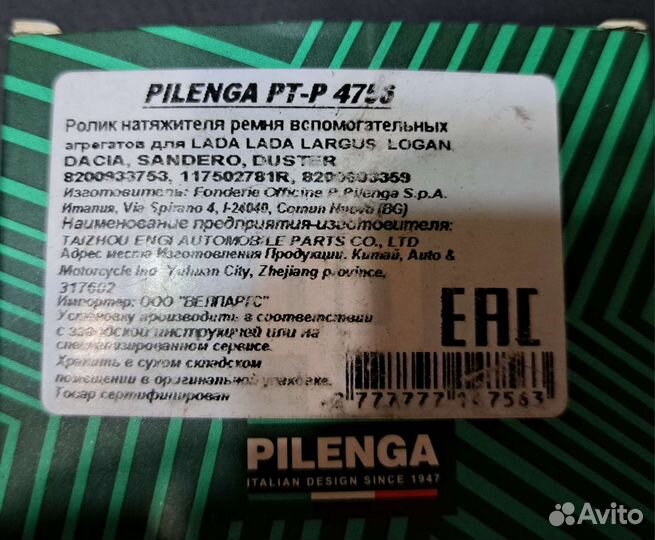 PILENGA PT-P 4756
Ролик натяжителя ремня вспомогательных
агрегатов для LADA LADA LARGUS, LOGAN,
DACIA, SANDERO, DUSTER
8200933753, 117502781R, 8200603359
Изготовитель: Fonderie Officine P.Pilenga S.p.A.
Италия, Via Spirano 4, I-24040, Comun Nuovo (BG)
Наименование предприятия-изготовителя:
TAIZHOU ENGI AUTOMOBILE PARTS CO., LTD
Адрес места Изготовления Продукции: Китай, Auto &
Motorcycle Ind. Yuhuan City, Zhejiang province,
317602
Импортер: ООО "ВЕЛПАРТС"
Установку производить в соответствии
с заводской инструкцией или на
специализированном сервисе.
Хранить в сухом складском
помещении в оригинальной упаковке.
Товар сертифицирован
EAC
2 777777 147563
PILENGA
ITALIAN DESIGN SINCE 1947
Avito